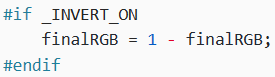 #if _INVERT_ON
    finalRGB = 1 - finalRGB;
#endif